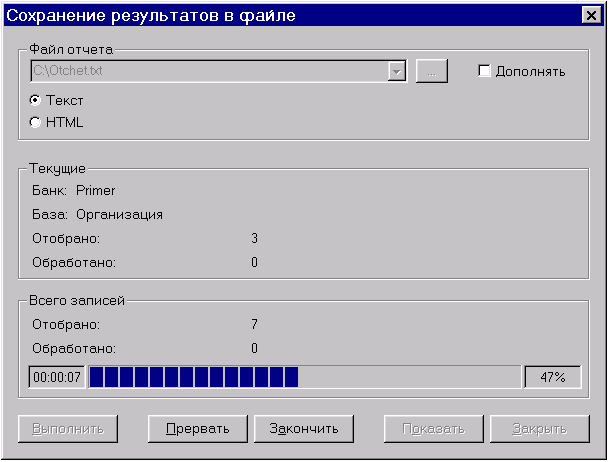 Сохранение результатов в файле
Файл отчета
C:\Otchet.txt
...
Дополнять
Текст
HTML
Текущие
Банк: Primer
База: Организация
Отобрано: 3
Обработано: 0
Всего записей
Отобрано: 7
Обработано: 0
00:00:07 47%
Выполнить Прервать Закончить Показать Закрыть